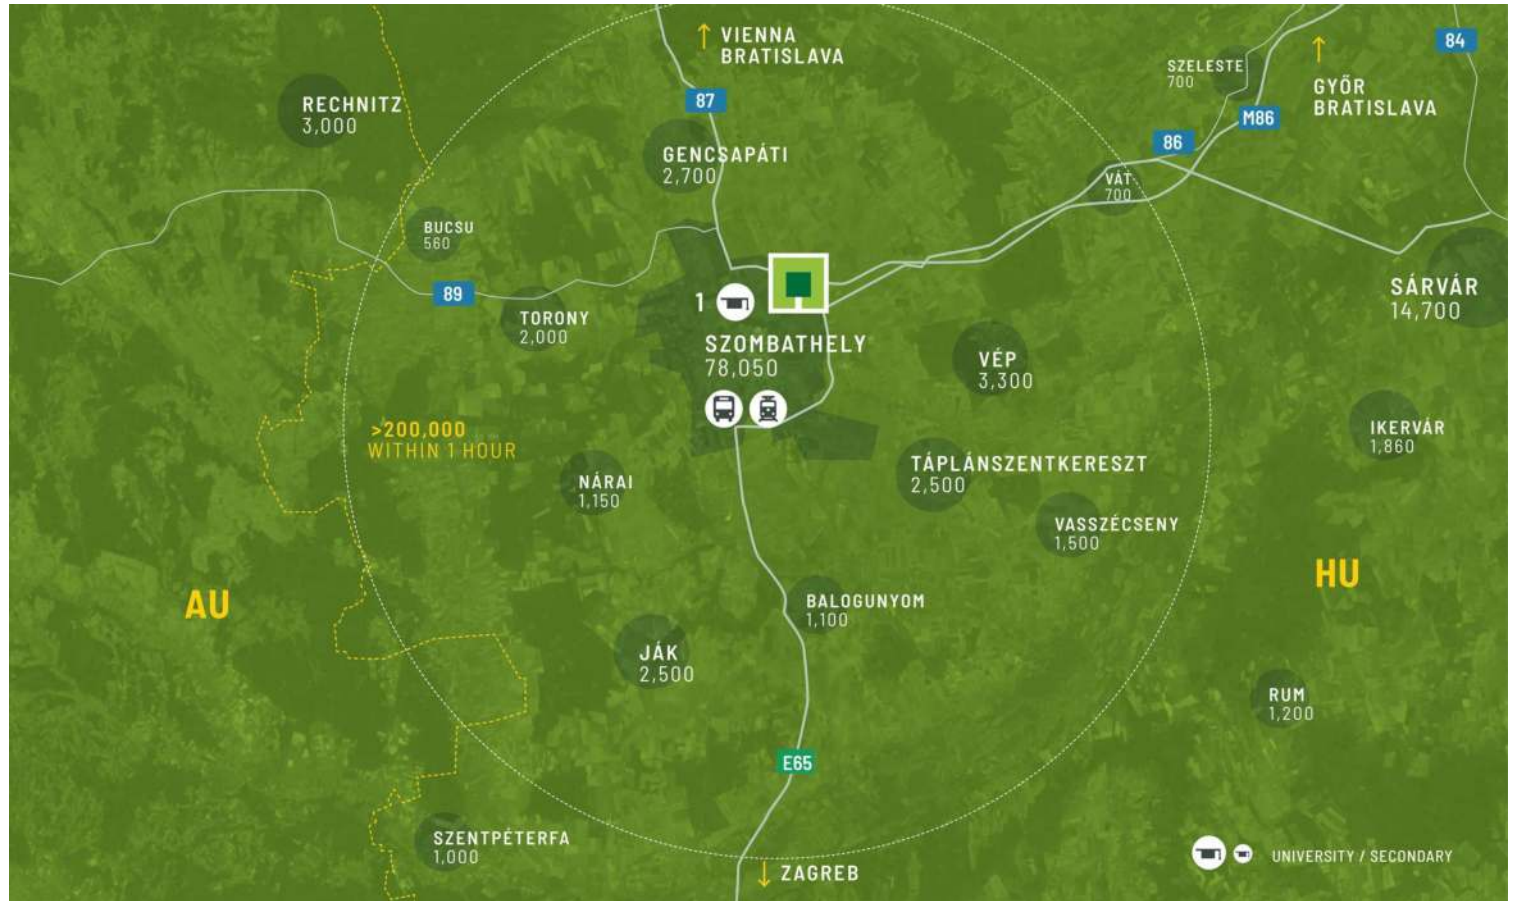 VIENNA
BRATISLAVA
84
SZELESTE
700
GYŐR
BRATISLAVA
RECHNITZ
3,000
87
M86
86
GENCSAPÁTI
2,700
VÁT
700
BUCSU
560
89
SÁRVÁR
14,700
1
TORONY
2,000
SZOMBATHELY
78,050
VÉP
3,300
>200,000
WITHIN 1 HOUR
IKERVÁR
1,860
TÁPLÁNSZENTKERESZT
2,500
NÁRAI
1,150
VASSZÉCSENY
1,500
AU
HU
BALOGUNYOM
1,100
JÁK
2,500
RUM
1,200
E65
SZENTPÉTERFA
1,000
ZAGREB
UNIVERSITY / SECONDARY